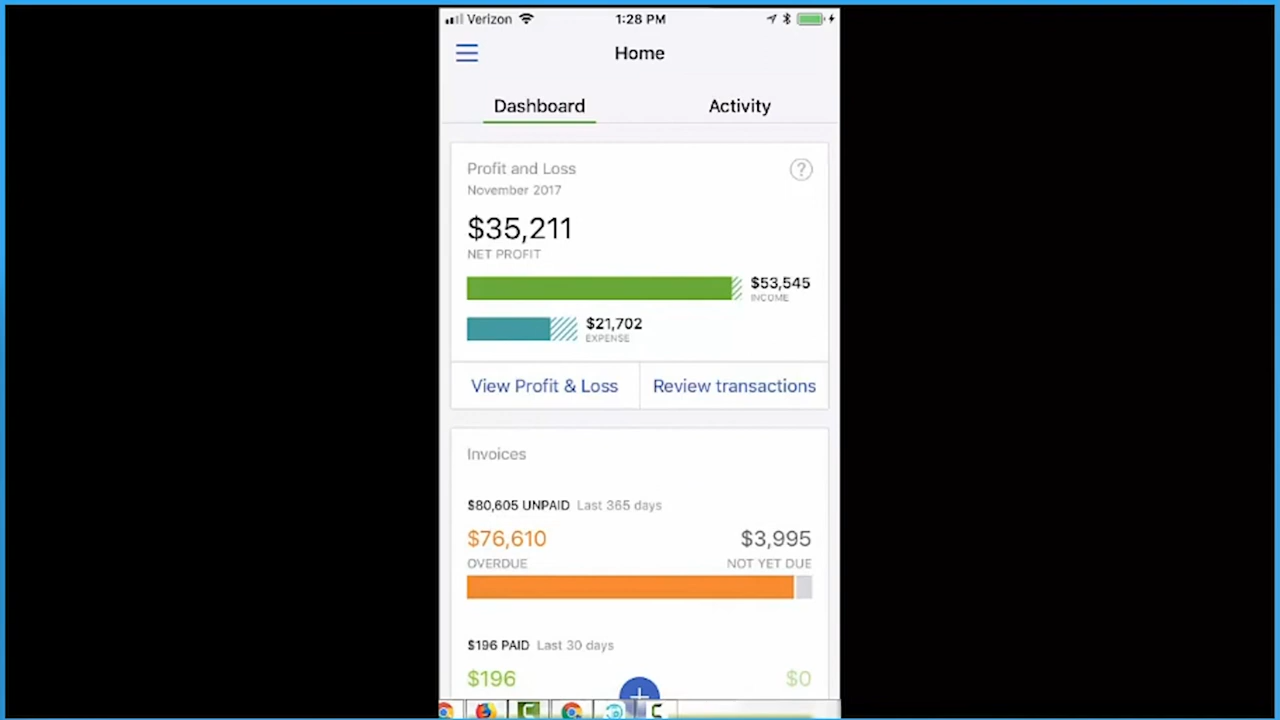 Verizon 1:28 PM
Home
Dashboard Activity
Profit and Loss ?
November 2017
$35,211
NET PROFIT
$53,545
INCOME
$21,702
EXPENSE
View Profit & Loss Review transactions
Invoices
$80,605 UNPAID Last 365 days
$76,610 $3,995
OVERDUE NOT YET DUE
$196 PAID Last 30 days
$196 $0